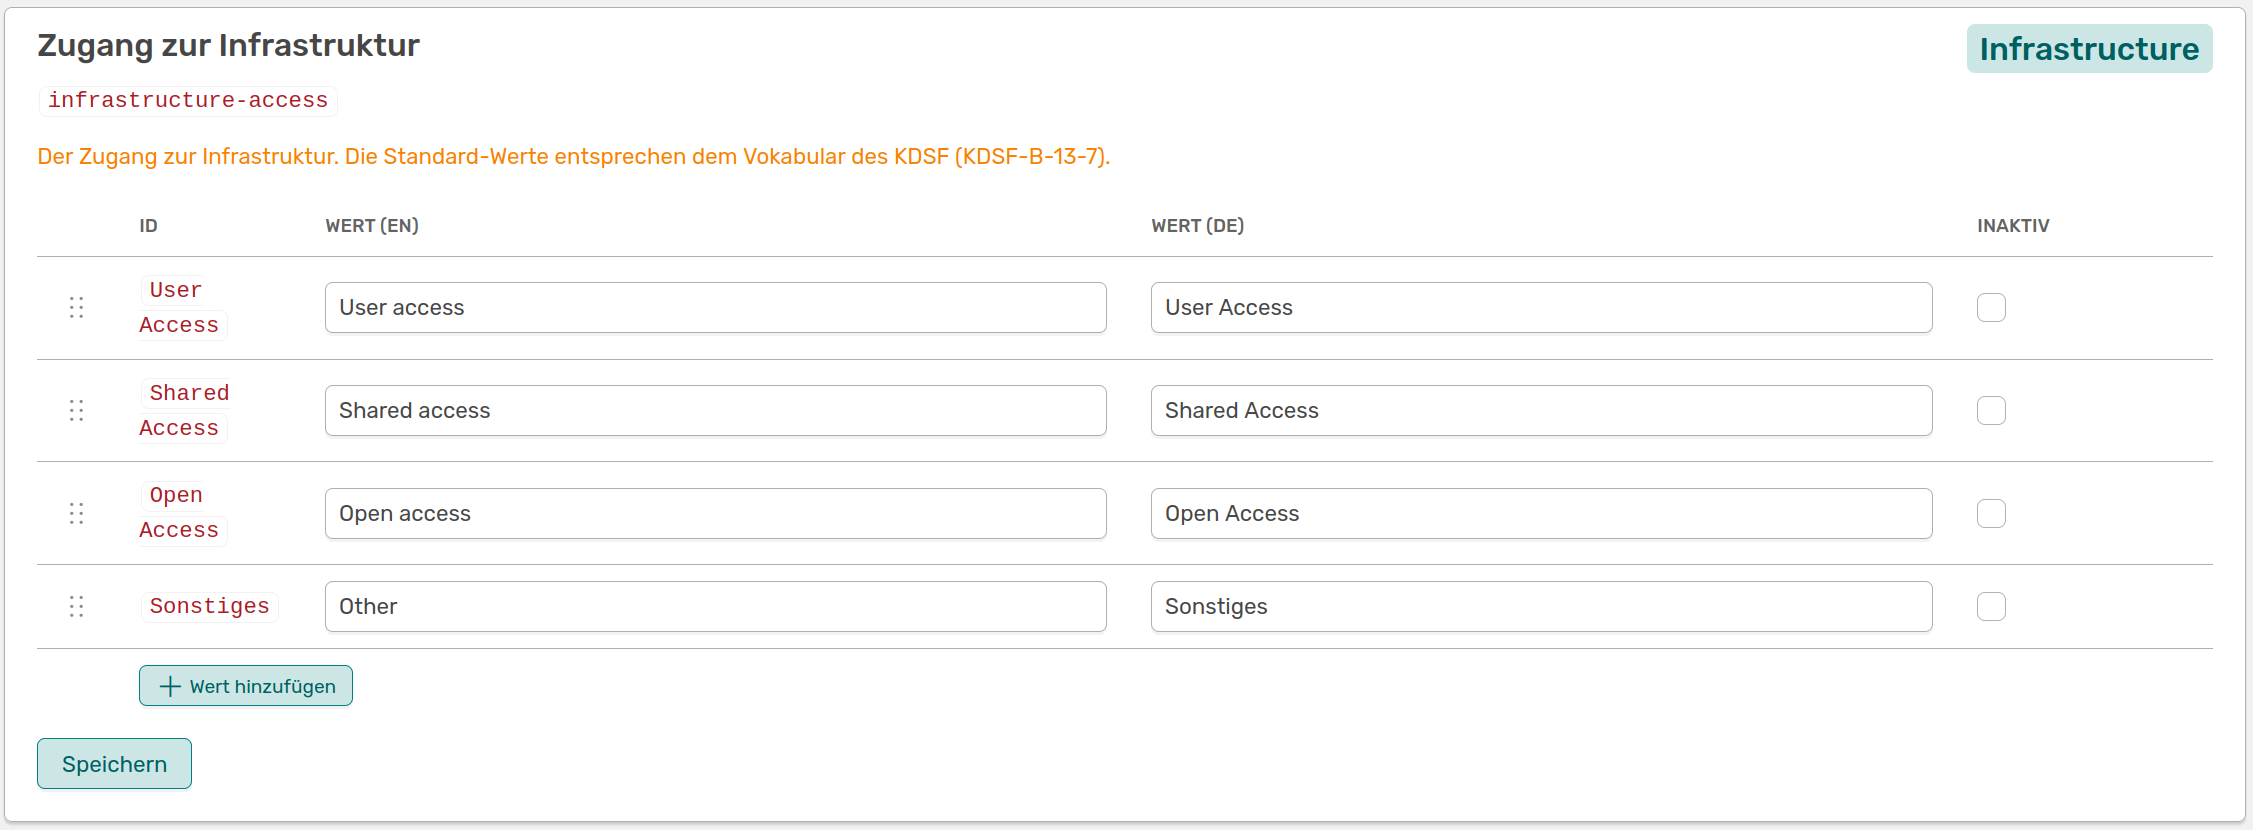 Zugang zur Infrastruktur
Infrastructure
infrastructure-access
Der Zugang zur Infrastruktur. Die Standard-Werte entsprechen dem Vokabular des KDSF (KDSF-B-13-7).
ID WERT (EN) WERT (DE) INAKTIV
User
Access
User access
User Access
Shared
Access
Shared access
Shared Access
Open
Access
Open access
Open Access
Sonstiges
Other
Sonstiges
Wert hinzufügen
Speichern